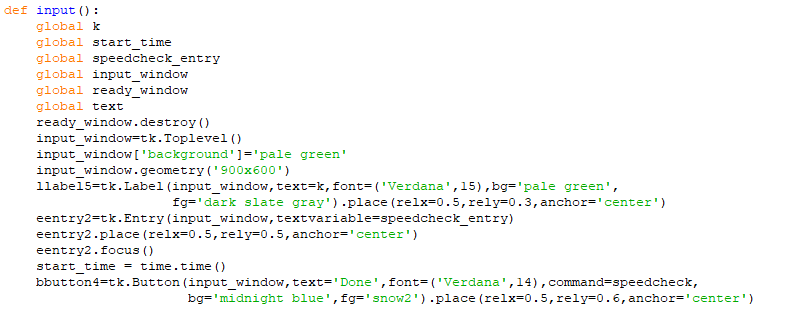 def input():
    global k
    global start_time
    global speedcheck_entry
    global input_window
    global ready_window
    global text
    ready_window.destroy()
    input_window=tk.Toplevel()
    input_window['background']='pale green'
    input_window.geometry('900x600')
    llabel5=tk.Label(input_window,text=k,font=('Verdana',15),bg='pale green',
                     fg='dark slate gray').place(relx=0.5,rely=0.3,anchor='center')
    eentry2=tk.Entry(input_window,textvariable=speedcheck_entry)
    eentry2.place(relx=0.5,rely=0.5,anchor='center')
    eentry2.focus()
    start_time = time.time()
    bbutton4=tk.Button(input_window,text='Done',font=('Verdana',14),command=speedcheck,
                       bg='midnight blue',fg='snow2').place(relx=0.5,rely=0.6,anchor='center')